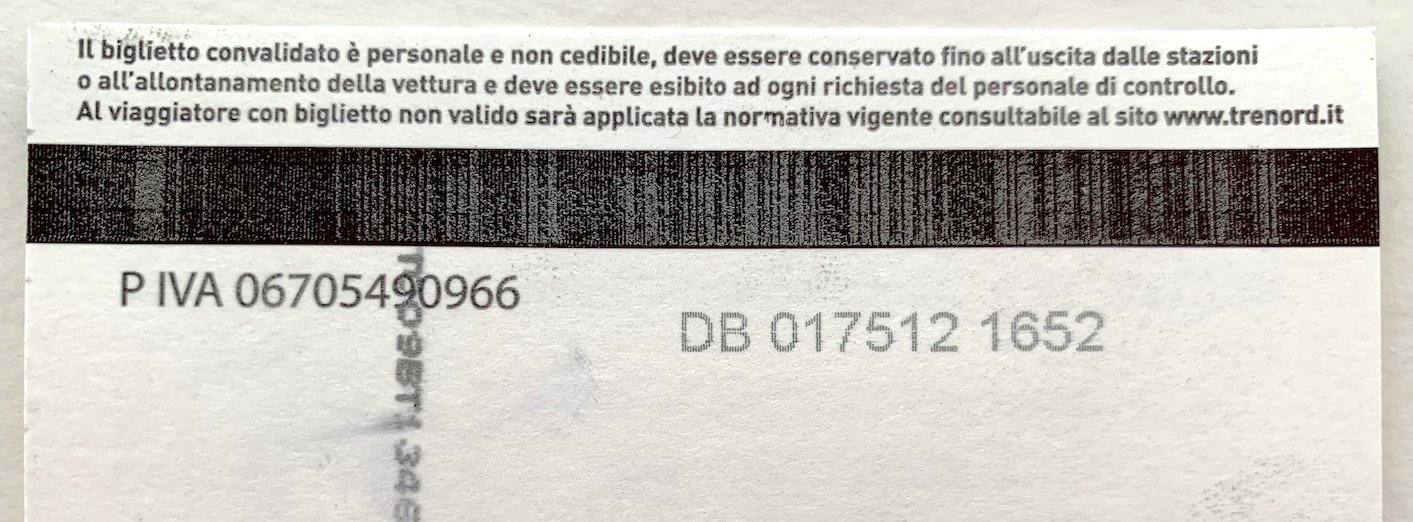 Il biglietto convalidato è personale e non cedibile, deve essere conservato fino all'uscita dalle stazioni
o all'allontanamento della vettura e deve essere esibito ad ogni richiesta del personale di controllo.
Al viaggiatore con biglietto non valido sarà applicata la normativa vigente consultabile al sito www.trenord.it
P IVA 06705490966
DB 017512 1652